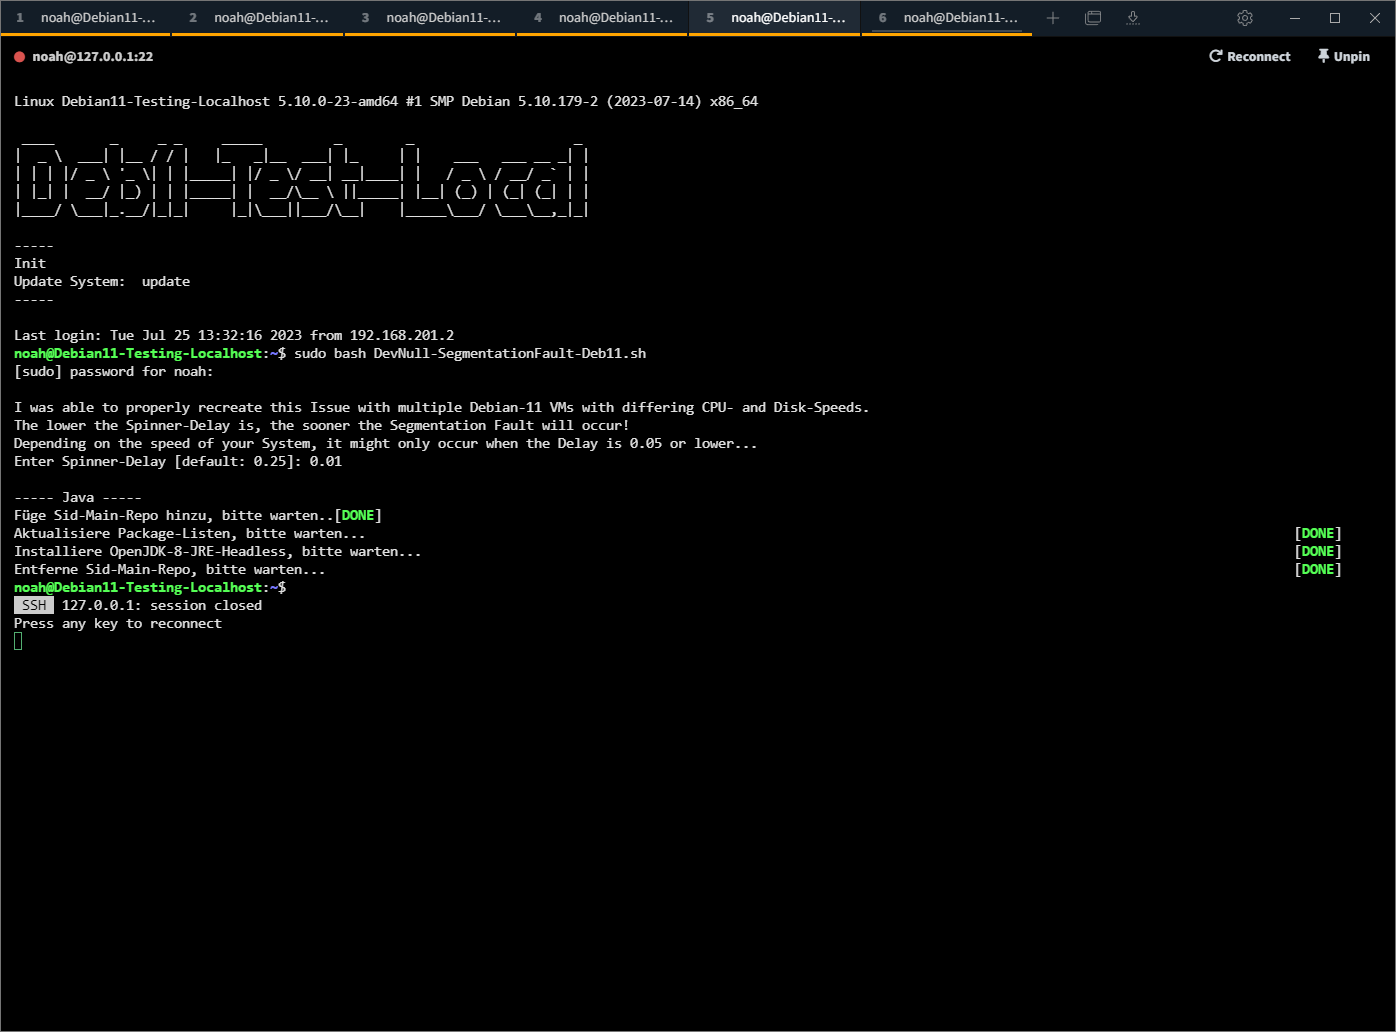 1 noah@Debian11-... 2 noah@Debian11-... 3 noah@Debian11-... 4 noah@Debian11-... 5 noah@Debian11-... 6 noah@Debian11-...
noah@127.0.0.1:22 Reconnect Unpin
Linux Debian11-Testing-Localhost 5.10.0-23-amd64 #1 SMP Debian 5.10.179-2 (2023-07-14) x86_64
Deb11-Test-Local
-----
Init
Update System:  update
-----
Last login: Tue Jul 25 13:32:16 2023 from 192.168.201.2
noah@Debian11-Testing-Localhost:~$ sudo bash DevNull-SegmentationFault-Deb11.sh
[sudo] password for noah:
I was able to properly recreate this Issue with multiple Debian-11 VMs with differing CPU- and Disk-Speeds.
The lower the Spinner-Delay is, the sooner the Segmentation Fault will occur!
Depending on the speed of your System, it might only occur when the Delay is 0.05 or lower...
Enter Spinner-Delay [default: 0.25]: 0.01
----- Java -----
Füge Sid-Main-Repo hinzu, bitte warten..[DONE]
Aktualisiere Package-Listen, bitte warten... [DONE]
Installiere OpenJDK-8-JRE-Headless, bitte warten... [DONE]
Entferne Sid-Main-Repo, bitte warten... [DONE]
noah@Debian11-Testing-Localhost:~$
SSH 127.0.0.1: session closed
Press any key to reconnect